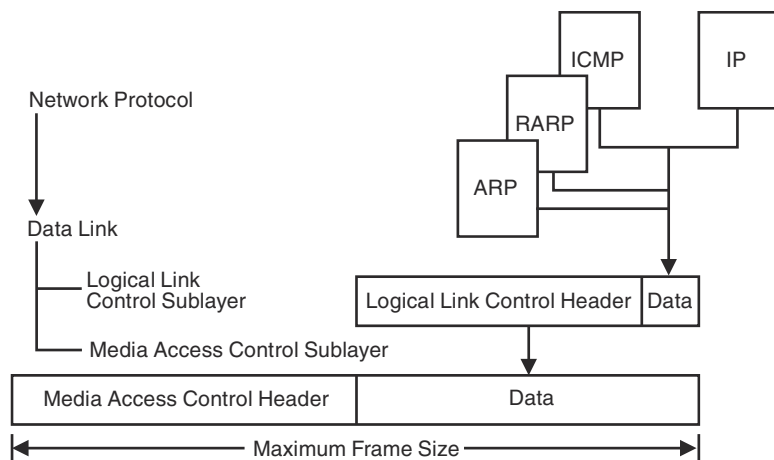 ICMP
IP
Network Protocol
RARP
ARP
Data Link
Logical Link
Control Sublayer
Logical Link Control Header
Data
Media Access Control Sublayer
Media Access Control Header
Data
Maximum Frame Size